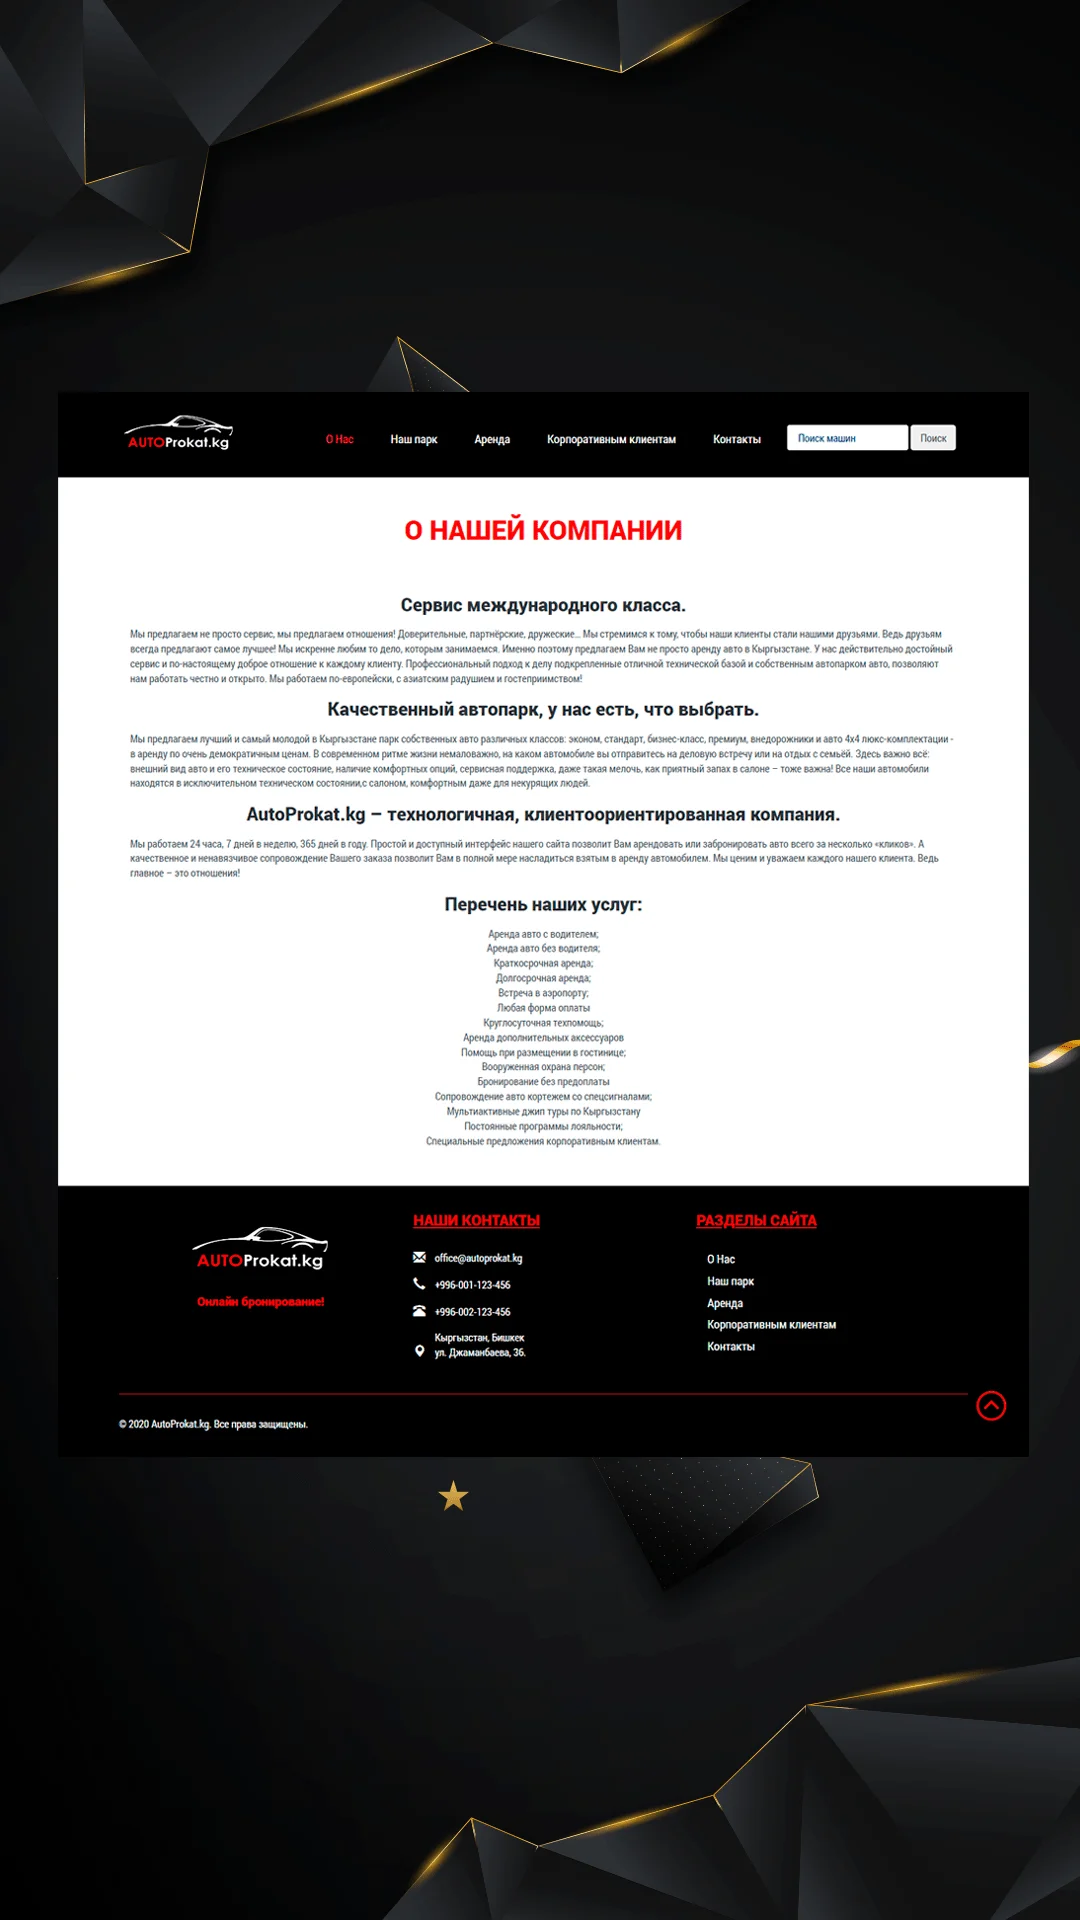 AUTOProkat.kg
О Нас
Наш парк
Аренда
Корпоративным клиентам
Контакты
Поиск машин
Поиск
О НАШЕЙ КОМПАНИИ
Сервис международного класса.
Мы предлагаем не просто сервис, мы предлагаем отношения! Доверительные, партнёрские, дружеские... Мы стремимся к тому, чтобы наши клиенты стали нашими друзьями. Ведь друзьям
всегда предлагают самое лучшее! Мы искренне любим то дело, которым занимаемся. Именно поэтому предлагаем Вам не просто аренду авто в Кыргызстане. У нас действительно достойный
сервис и по-настоящему доброе отношение к каждому клиенту. Профессиональный подход к делу подкрепленные отличной технической базой и собственным автопарком авто, позволяют
нам работать честно и открыто. Мы работаем по-европейски, с азиатским радушием и гостеприимством!
Качественный автопарк, у нас есть, что выбрать.
Мы предлагаем лучший и самый молодой в Кыргызстане парк собственных авто различных классов: эконом, стандарт, бизнес-класс, премиум, внедорожники и авто 4х4 люкс-комплектации -
в аренду по очень демократичным ценам. В современном ритме жизни немаловажно, на каком автомобиле вы отправитесь на деловую встречу или на отдых с семьёй. Здесь важно всё:
внешний вид авто и его техническое состояние, наличие комфортных опций, сервисная поддержка, даже такая мелочь, как приятный запах в салоне – тоже важна! Все наши автомобили
находятся в исключительном техническом состоянии,с салоном, комфортным даже для некурящих людей.
AutoProkat.kg – технологичная, клиентоориентированная компания.
Мы работаем 24 часа, 7 дней в неделю, 365 дней в году. Простой и доступный интерфейс нашего сайта позволит Вам арендовать или забронировать авто всего за несколько «кликов». А
качественное и ненавязчивое сопровождение Вашего заказа позволит Вам в полной мере насладиться взятым в аренду автомобилем. Мы ценим и уважаем каждого нашего клиента. Ведь
главное – это отношения!
Перечень наших услуг:
Аренда авто с водителем;
Аренда авто без водителя;
Краткосрочная аренда;
Долгосрочная аренда;
Встреча в аэропорту;
Любая форма оплаты
Круглосуточная техпомощь;
Аренда дополнительных аксессуаров
Помощь при размещении в гостинице;
Вооруженная охрана персон;
Бронирование без предоплаты
Сопровождение авто кортежем со спецсигналами;
Мультиактивные джип туры по Кыргызстану
Постоянные программы лояльности;
Специальные предложения корпоративным клиентам.
AUTOProkat.kg
Онлайн бронирование!
НАШИ КОНТАКТЫ
office@autoprokat.kg
+996-001-123-456
+996-002-123-456
Кыргызстан, Бишкек
ул. Джаманбаева, 36.
РАЗДЕЛЫ САЙТА
О Нас
Наш парк
Аренда
Корпоративным клиентам
Контакты
© 2020 AutoProkat.kg. Все права защищены.